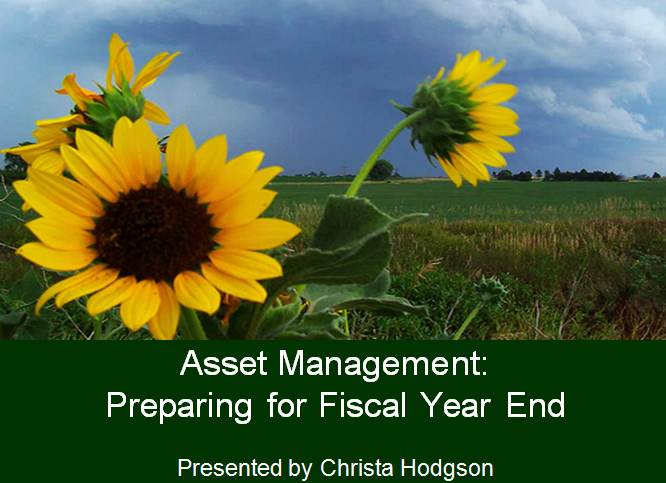 Asset Management:
Preparing for Fiscal Year End
Presented by Christa Hodgson